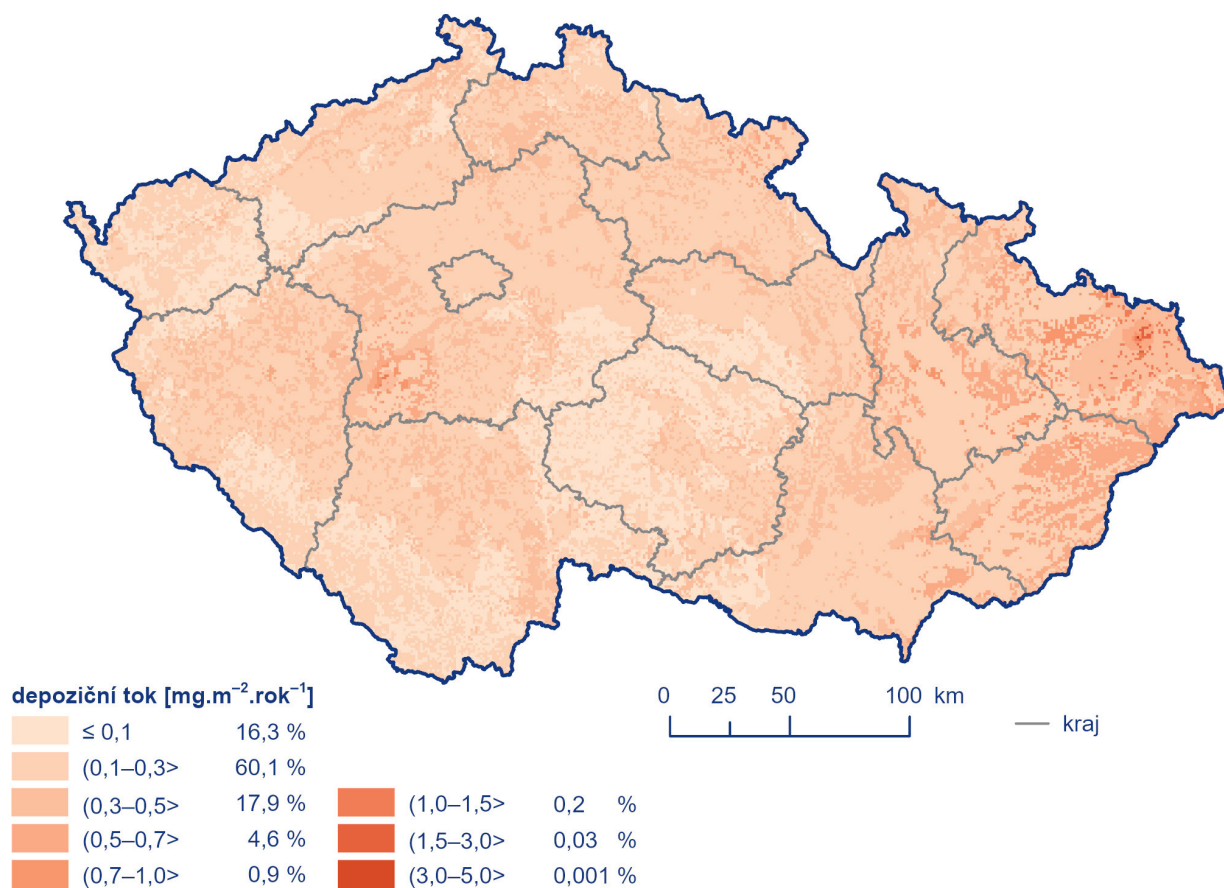 depoziční tok [mg.m⁻².rok⁻¹]
≤ 0,1 16,3 %
(0,1–0,3> 60,1 %
(0,3–0,5> 17,9 %
(0,5–0,7> 4,6 %
(0,7–1,0> 0,9 %
(1,0–1,5> 0,2 %
(1,5–3,0> 0,03 %
(3,0–5,0> 0,001 %
0 25 50 100 km
kraj